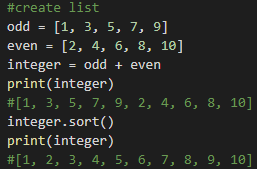 #create list
odd = [1, 3, 5, 7, 9]
even = [2, 4, 6, 8, 10]
integer = odd + even
print(integer)
#[1, 3, 5, 7, 9, 2, 4, 6, 8, 10]
integer.sort()
print(integer)
#[1, 2, 3, 4, 5, 6, 7, 8, 9, 10]